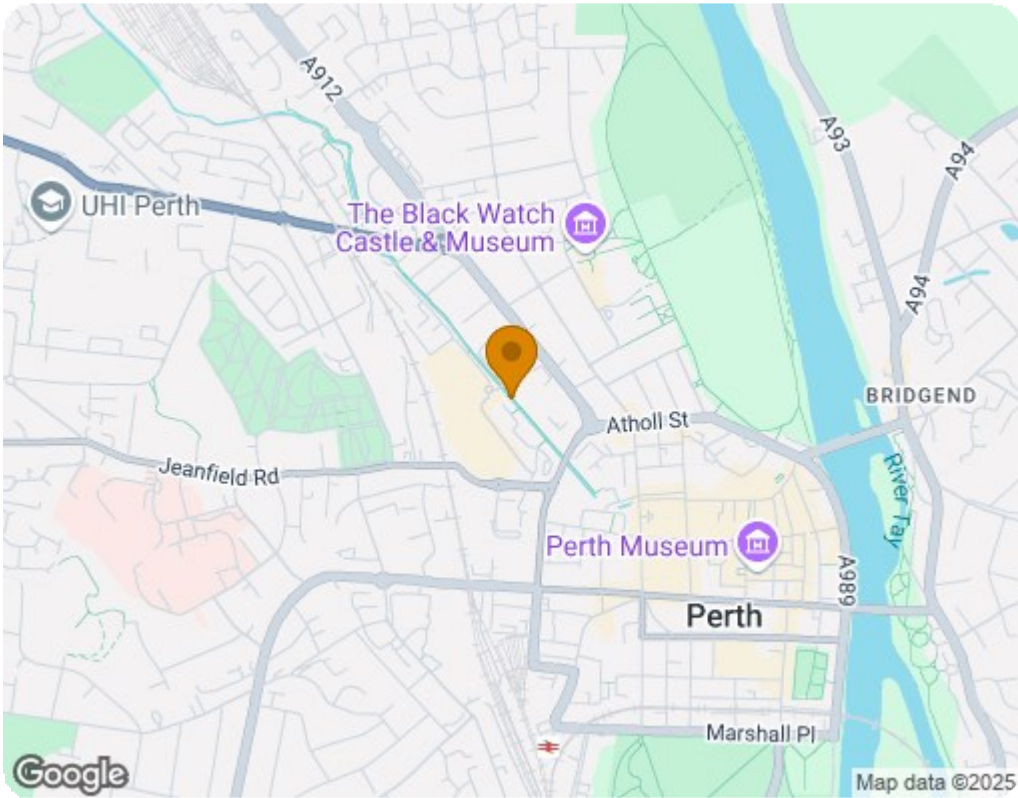 A912
A93
A94
UHI Perth
The Black Watch
Castle & Museum
A94
BRIDGEND
Atholl St
Jeanfield Rd
River Tay
Perth Museum
A989
Perth
Marshall Pl
Google
Map data ©2025